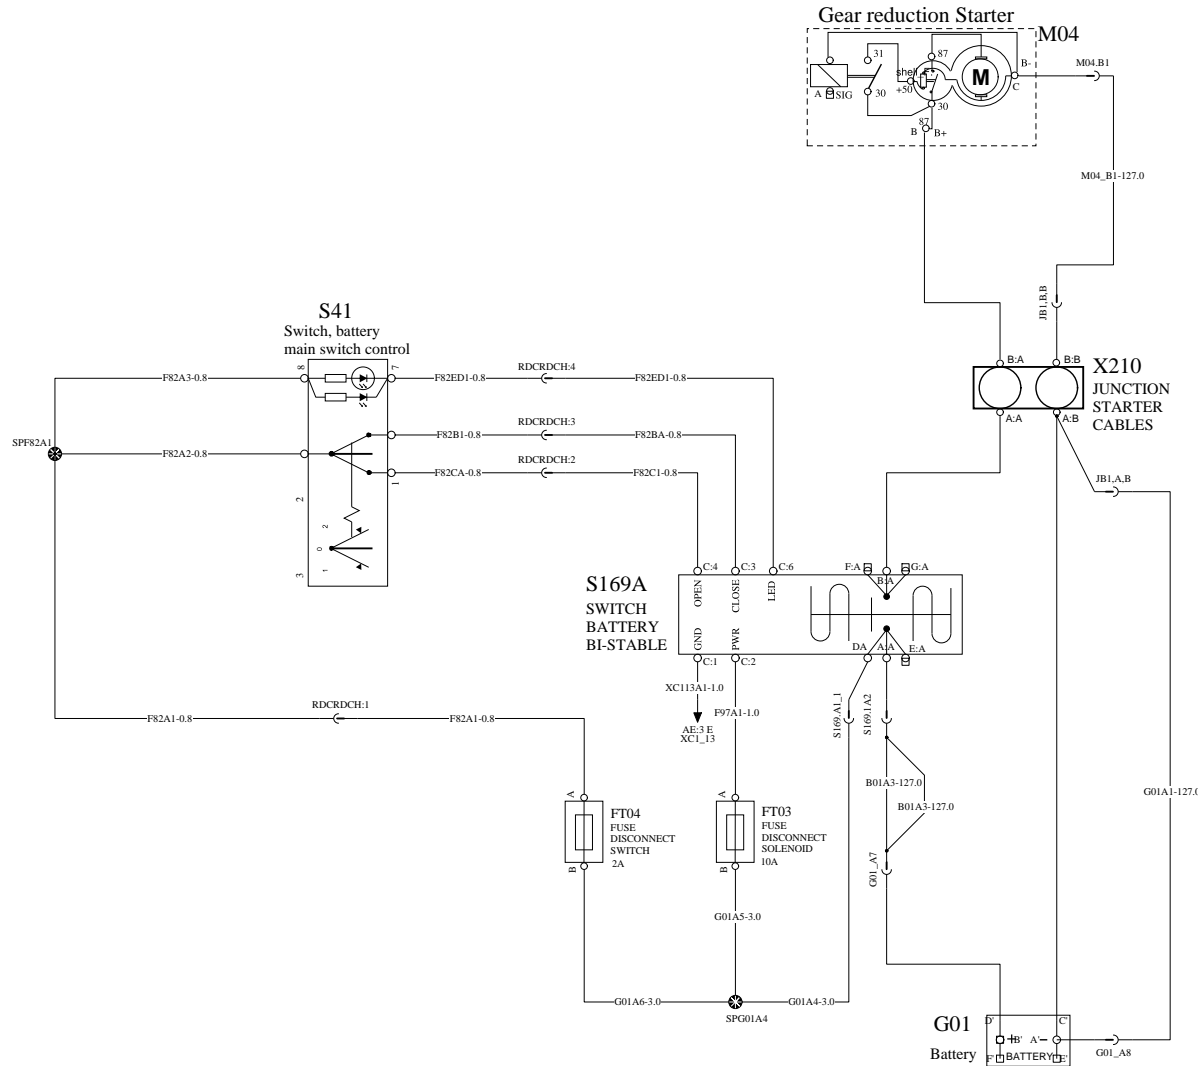 Gear reduction Starter
M04
87
31
B-
M04.B1
shell
+50
M
C
A
SIG
30
30
87
B
B+
M04_B1-127.0
JB1,B,B
S41
Switch, battery
main switch control
B:A
B:B
X210
JUNCTION
STARTER
CABLES
A:A
A:B
8
7
F82A3-0.8
F82ED1-0.8
RDCRDCH:4
F82ED1-0.8
SPF82A1
F82A2-0.8
F82B1-0.8
RDCRDCH:3
F82BA-0.8
F82CA-0.8
RDCRDCH:2
F82C1-0.8
1
2
2
0
1
3
JB1,A,B
S169A
SWITCH
BATTERY
BI-STABLE
C:4
C:3
C:6
F:A
G:A
B:A
OPEN
CLOSE
LED
GND
PWR
DA
A:A
E:A
C:1
C:2
XC113A1-1.0
AE:3 E
XC1_13
F97A1-1.0
S169.A1_1
S169.1A2
F82A1-0.8
RDCRDCH:1
F82A1-0.8
B01A3-127.0
B01A3-127.0
G01A1-127.0
A
FT04
FUSE
DISCONNECT
SWITCH
2A
B
A
FT03
FUSE
DISCONNECT
SOLENOID
10A
B
G01_A7
G01A5-3.0
G01A6-3.0
G01A4-3.0
SPG01A4
G01
Battery
D'
C'
+
B'
A'
-
F'
BATTERY
E'
G01_A8